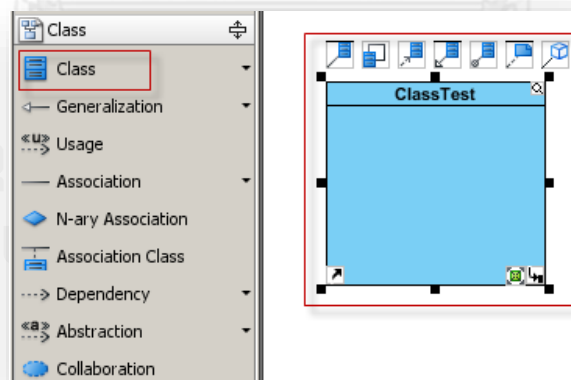 Class
Class
Generalization
«u» Usage
Association
N-ary Association
Association Class
Dependency
«a» Abstraction
Collaboration
ClassTest